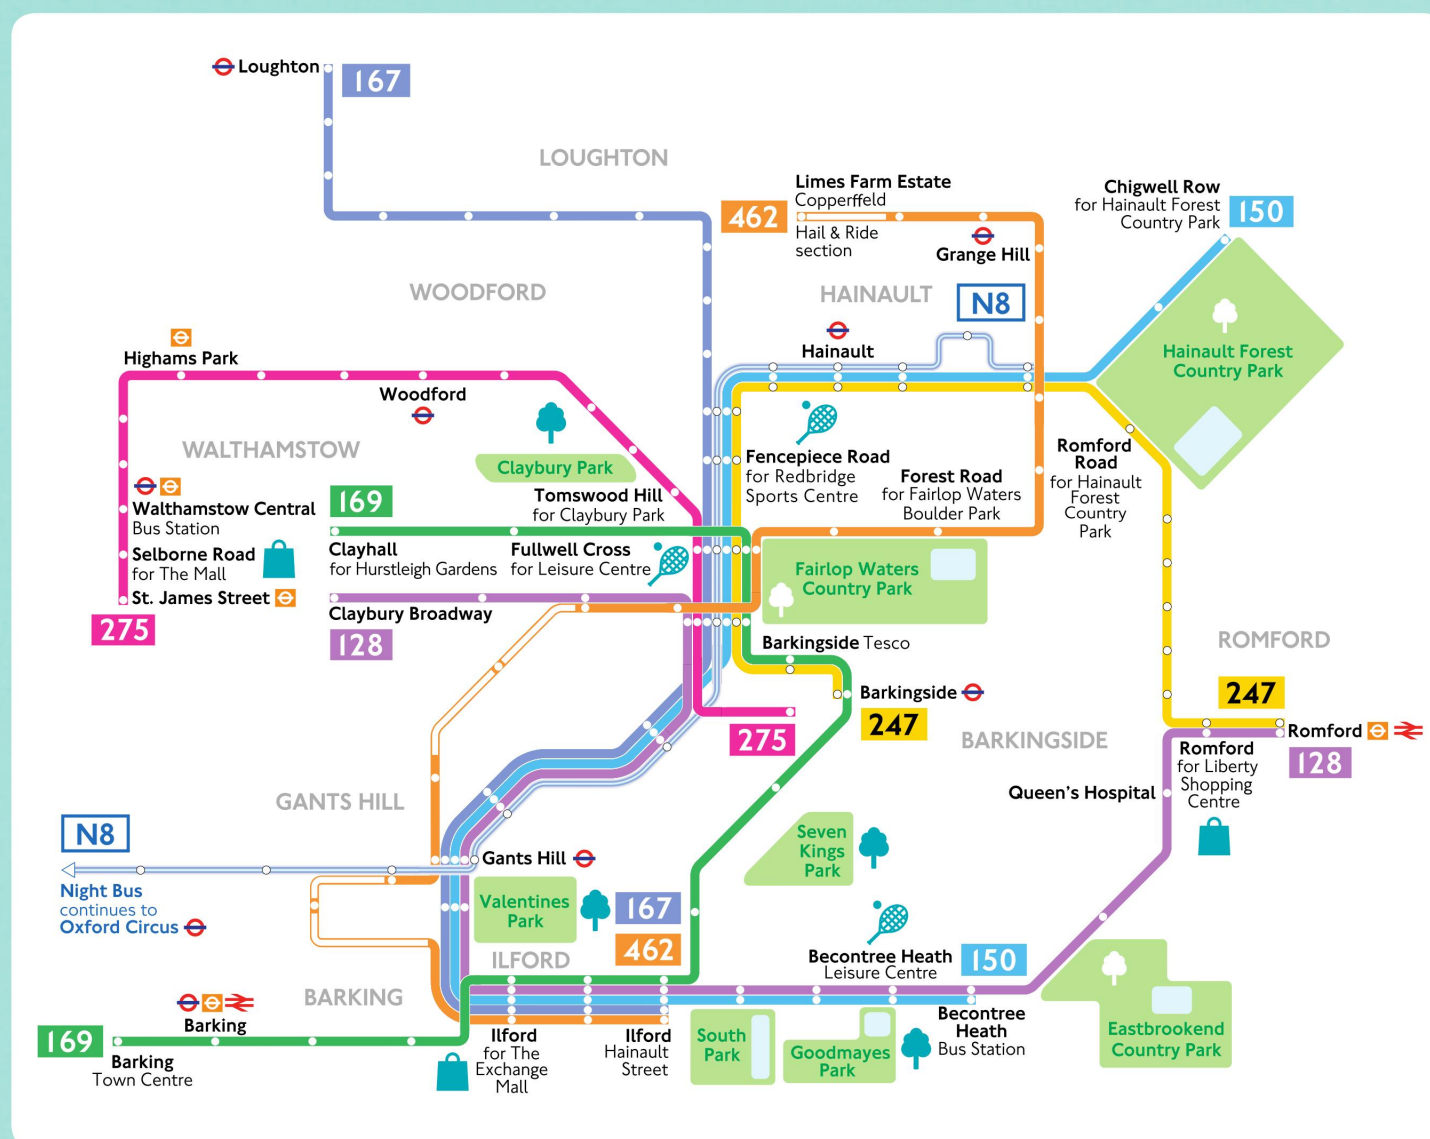 Loughton
167
LOUGHTON
Limes Farm Estate
Copperffeld
462
Hail & Ride
section
Grange Hill
Chigwell Row
for Hainault Forest
Country Park
150
WOODFORD
HAINAULT
N8
Highams Park
Hainault
Hainault Forest
Country Park
Woodford
WALTHAMSTOW
Claybury Park
Fencepiece Road
for Redbridge
Sports Centre
Forest Road
for Fairlop Waters
Boulder Park
Romford
Road
for Hainault
Forest
Country
Park
Tomswood Hill
for Claybury Park
169
Walthamstow Central
Bus Station
Selborne Road
for The Mall
St. James Street
275
Clayhall
for Hurstleigh Gardens
Fullwell Cross
for Leisure Centre
Fairlop Waters
Country Park
Claybury Broadway
128
Barkingside Tesco
ROMFORD
Barkingside
247
247
275
BARKINGSIDE
Romford
128
Romford
for Liberty
Shopping
Centre
Queen's Hospital
GANTS HILL
N8
Gants Hill
Seven
Kings
Park
Night Bus
continues to
Oxford Circus
Valentines
Park
167
462
ILFORD
Becontree Heath
Leisure Centre
150
BARKING
Barking
169
Barking
Town Centre
Ilford
for The
Exchange
Mall
Ilford
Hainault
Street
South
Park
Goodmayes
Park
Becontree
Heath
Bus Station
Eastbrookend
Country Park